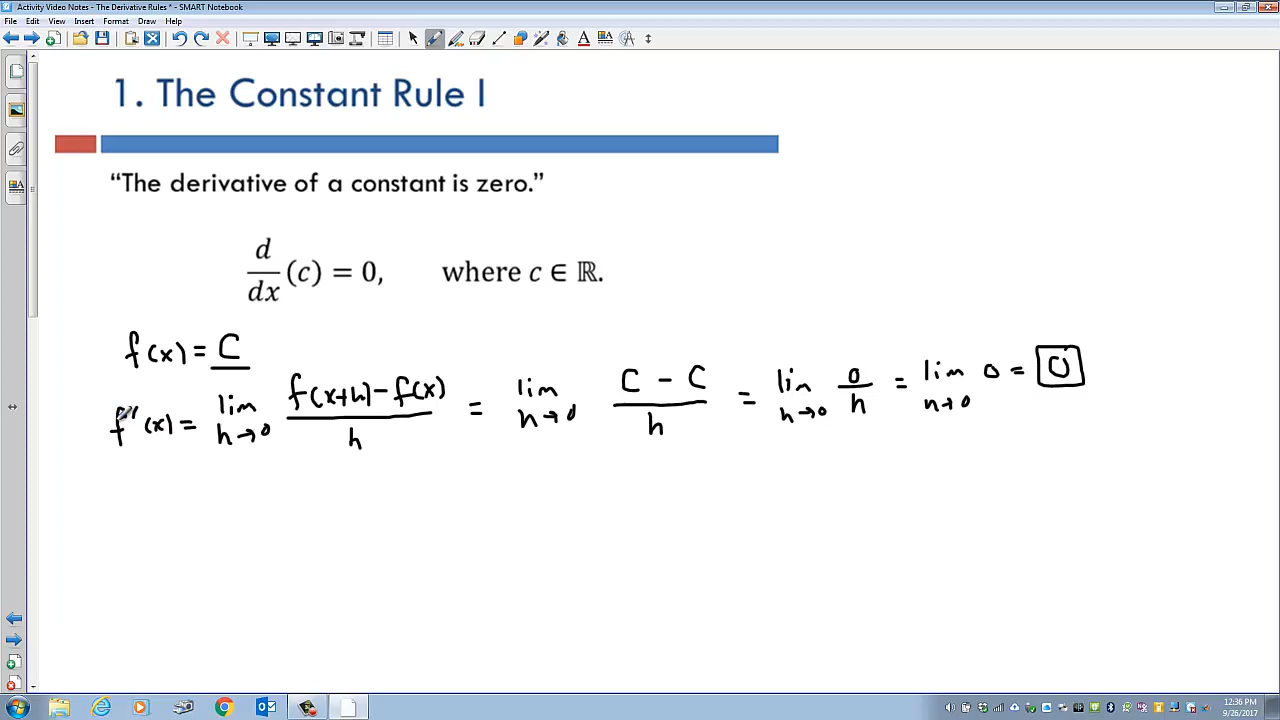 Activity Video Notes - The Derivative Rules * - SMART Notebook
File Edit View Insert Format Draw Help
1. The Constant Rule I
“The derivative of a constant is zero.”
d/dx (c) = 0, where c ∈ ℝ.
f(x) = C
f'(x) = lim h→0 f(x+h) - f(x) / h = lim h→0 C - C / h = lim h→0 0/h = lim h→0 0 = 0
12:36 PM
9/26/2017